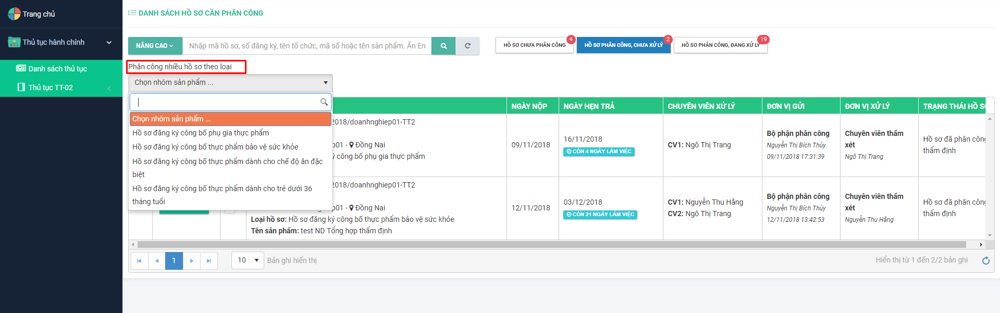 Trang chủ
Thủ tục hành chính
Danh sách thủ tục
Thủ tục TT-02
DANH SÁCH HỒ SƠ CẦN PHÂN CÔNG
NÂNG CAO
Nhập mã hồ sơ, số đăng ký, tên tổ chức, mã số hoặc tên sản phẩm. Ấn En
HỒ SƠ CHƯA PHÂN CÔNG 4
HỒ SƠ PHÂN CÔNG, CHƯA XỬ LÝ 2
HỒ SƠ PHÂN CÔNG, ĐANG XỬ LÝ 19
Phân công nhiều hồ sơ theo loại
Chọn nhóm sản phẩm ...
Chọn nhóm sản phẩm ...
Hồ sơ đăng ký công bố phụ gia thực phẩm
Hồ sơ đăng ký công bố thực phẩm bảo vệ sức khỏe
Hồ sơ đăng ký công bố thực phẩm dành cho chế độ ăn đặc
biệt
Hồ sơ đăng ký công bố thực phẩm dành cho trẻ dưới 36
tháng tuổi
NGÀY NỘP
NGÀY HẸN TRẢ
CHUYÊN VIÊN XỬ LÝ
ĐƠN VỊ GỬI
ĐƠN VỊ XỬ LÝ
TRẠNG THÁI HỒ SƠ
2018/doanhnghiep01-TT2
p01 - Đồng Nai
công bố phụ gia thực phẩm
09/11/2018
16/11/2018
CÒN 4 NGÀY LÀM VIỆC
CV1: Ngô Thị Trang
Bộ phận phân công
Nguyễn Thị Bích Thủy
09/11/2018 17:31:39
Chuyên viên thẩm
xét
Ngô Thị Trang
Hồ sơ đã phân công
thẩm định
2018/doanhnghiep01-TT2
p01 - Đồng Nai
Loại hồ sơ: Hồ sơ đăng ký công bố thực phẩm bảo vệ sức khỏe
Tên sản phẩm: test ND Tổng hợp thẩm định
12/11/2018
03/12/2018
CÒN 21 NGÀY LÀM VIỆC
CV1: Nguyễn Thu Hằng
CV2: Ngô Thị Trang
Bộ phận phân công
Nguyễn Thị Bích Thủy
12/11/2018 13:42:53
Chuyên viên thẩm
xét
Nguyễn Thu Hằng
Hồ sơ đã phân công
thẩm định
1
10
Bản ghi hiển thị
Hiển thị từ 1 đến 2/2 bản ghi